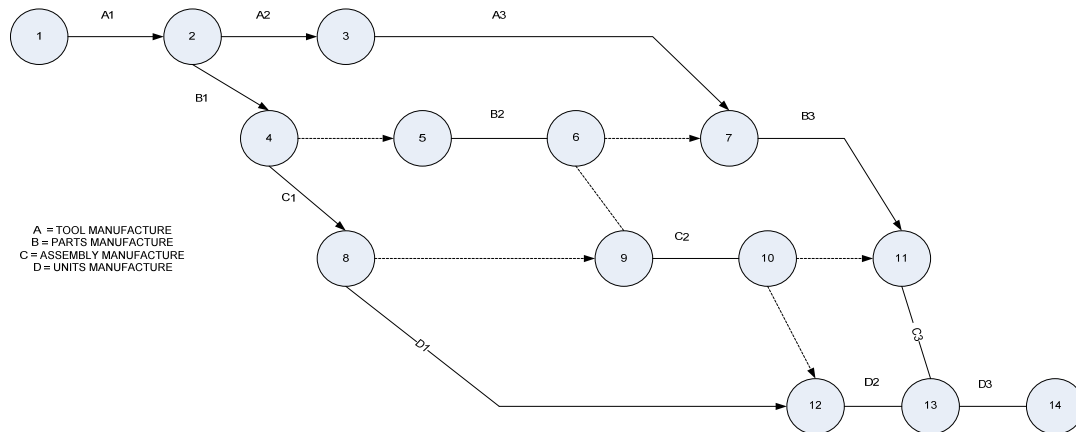 A1
A2
A3
1
2
3
B1
B2
B3
4
5
6
7
C1
A = TOOL MANUFACTURE
B = PARTS MANUFACTURE
C = ASSEMBLY MANUFACTURE
D = UNITS MANUFACTURE
C2
8
9
10
11
D1
C3
D2
D3
12
13
14